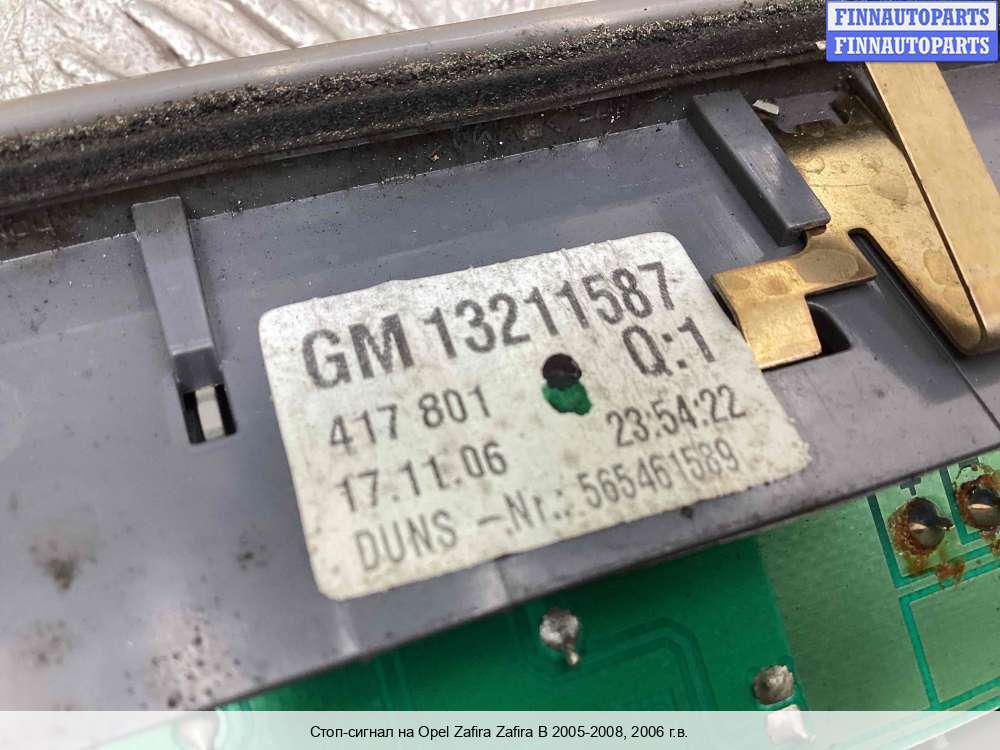 FINNAUTOPARTS
FINNAUTOPARTS
GM 13211587
Q:1
417 801
17.11.06 23:54:22
DUNS -Nr.: 565461589
Стоп-сигнал на Opel Zafira Zafira B 2005-2008, 2006 г.в.